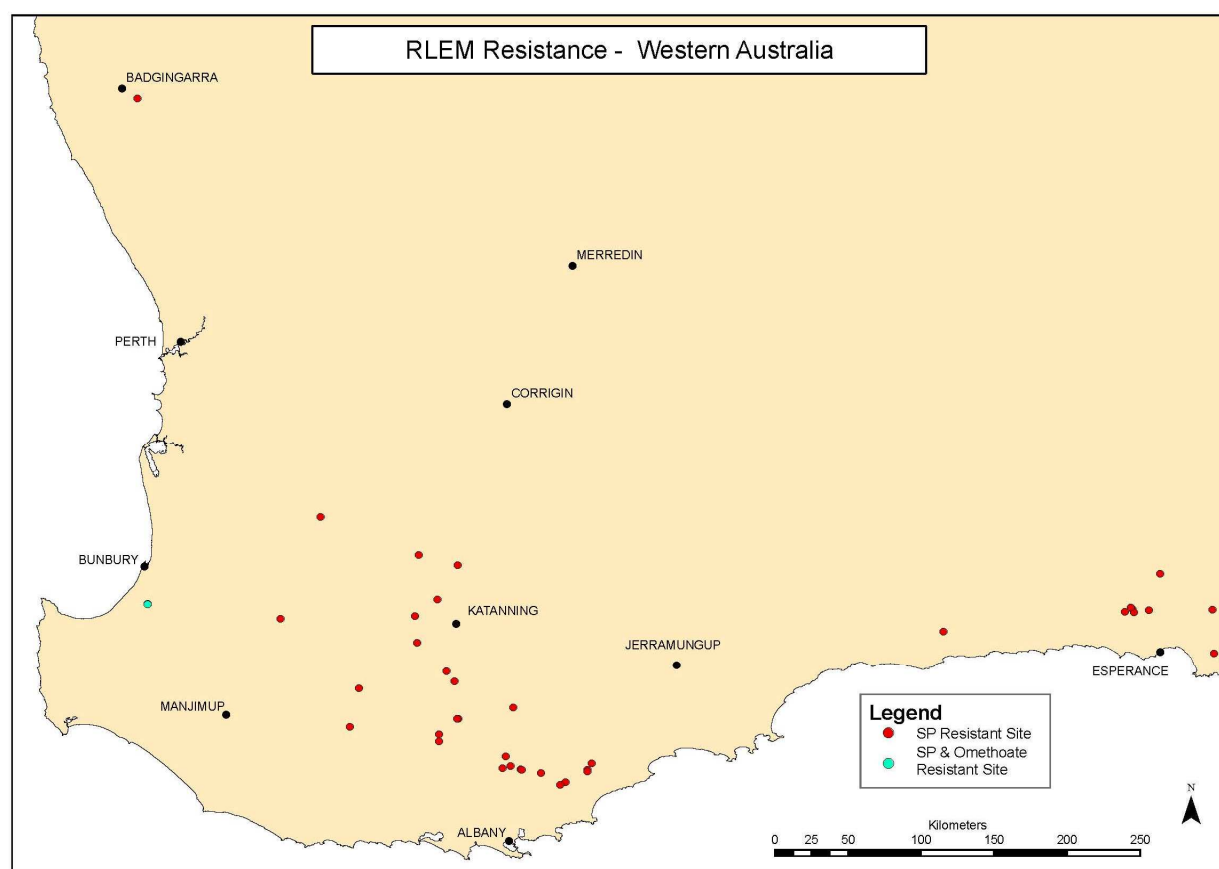 RLEM Resistance - Western Australia
BADGINGARRA
MERREDIN
PERTH
CORRIGIN
BUNBURY
KATANNING
JERRAMUNGUP
ESPERANCE
MANJIMUP
ALBANY
Legend
SP Resistant Site
SP & Omethoate
Resistant Site
N
Kilometers
0 25 50 100 150 200 250